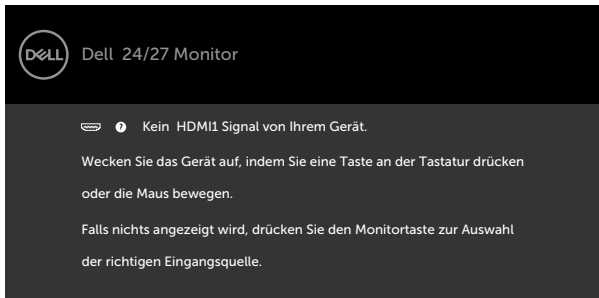 DELL Dell 24/27 Monitor
? Kein HDMI1 Signal von Ihrem Gerät.
Wecken Sie das Gerät auf, indem Sie eine Taste an der Tastatur drücken
oder die Maus bewegen.
Falls nichts angezeigt wird, drücken Sie den Monitortaste zur Auswahl
der richtigen Eingangsquelle.